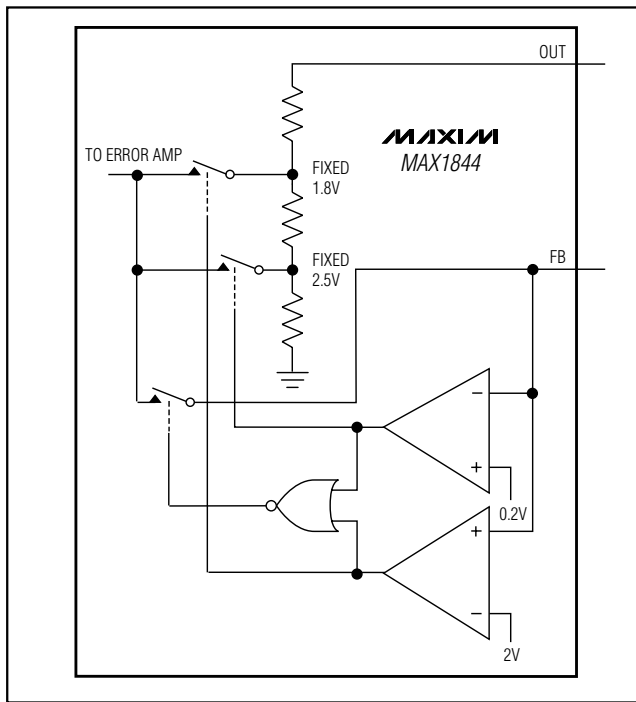 OUT
MAXIM
MAX1844
TO ERROR AMP
FIXED
1.8V
FIXED
2.5V
FB
−
+
0.2V
+
−
2V